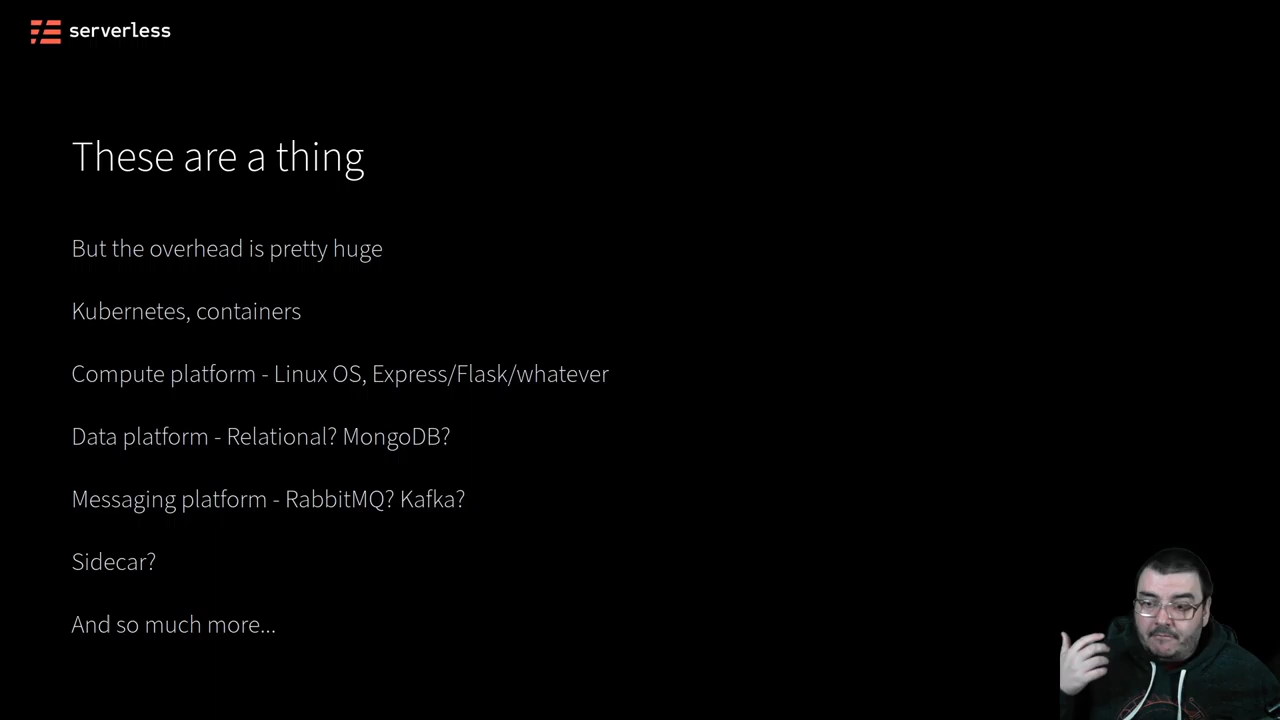 serverless
These are a thing
But the overhead is pretty huge
Kubernetes, containers
Compute platform - Linux OS, Express/Flask/whatever
Data platform - Relational? MongoDB?
Messaging platform - RabbitMQ? Kafka?
Sidecar?
And so much more...